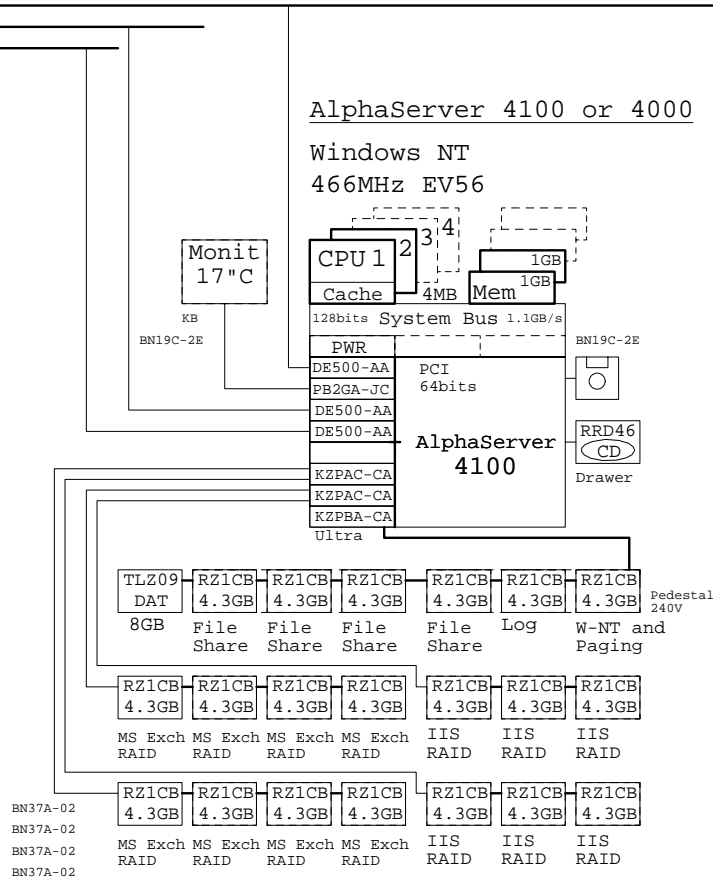 AlphaServer 4100 or 4000
Windows NT
466MHz EV56
4
3
2
CPU 1
Cache
4MB
1GB
1GB
Mem
Monit
17"C
KB
BN19C-2E
128bits System Bus 1.1GB/s
PWR
DE500-AA
PB2GA-JC
DE500-AA
DE500-AA
KZPAC-CA
KZPAC-CA
KZPBA-CA
Ultra
PCI
64bits
AlphaServer
4100
BN19C-2E
RRD46
CD
Drawer
TLZ09 RZ1CB RZ1CB RZ1CB RZ1CB RZ1CB RZ1CB
DAT 4.3GB 4.3GB 4.3GB 4.3GB 4.3GB 4.3GB
Pedestal
240V
8GB File File File File Log W-NT and
Share Share Share Share Paging
RZ1CB RZ1CB RZ1CB RZ1CB RZ1CB RZ1CB RZ1CB
4.3GB 4.3GB 4.3GB 4.3GB 4.3GB 4.3GB 4.3GB
MS Exch MS Exch MS Exch MS Exch IIS IIS IIS
RAID RAID RAID RAID RAID RAID RAID
RZ1CB RZ1CB RZ1CB RZ1CB RZ1CB RZ1CB RZ1CB
4.3GB 4.3GB 4.3GB 4.3GB 4.3GB 4.3GB 4.3GB
MS Exch MS Exch MS Exch MS Exch IIS IIS IIS
RAID RAID RAID RAID RAID RAID RAID
BN37A-02
BN37A-02
BN37A-02
BN37A-02